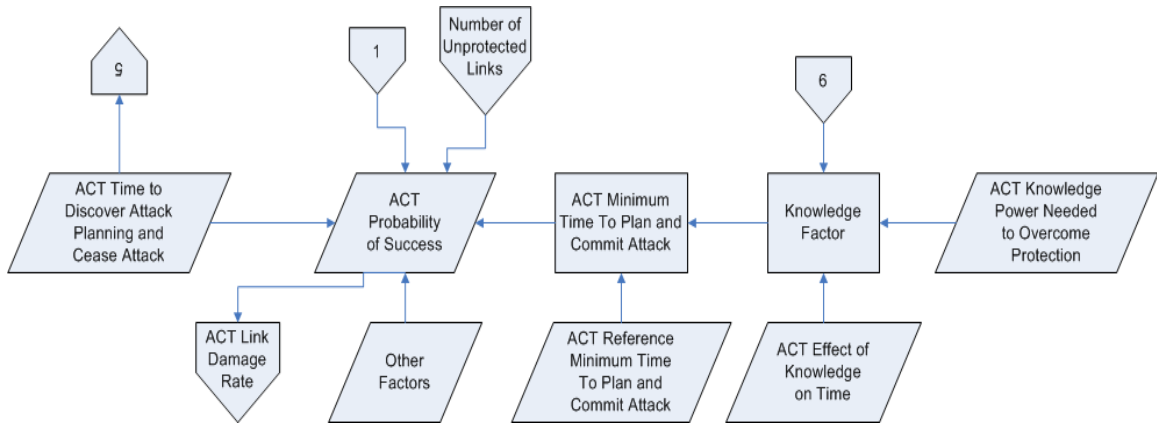 5
1
Number of
Unprotected
Links
6
ACT Time to
Discover Attack
Planning and
Cease Attack
ACT
Probability
of Success
ACT Minimum
Time To Plan and
Commit Attack
Knowledge
Factor
ACT Knowledge
Power Needed
to Overcome
Protection
ACT Link
Damage
Rate
Other
Factors
ACT Reference
Minimum Time
To Plan and
Commit Attack
ACT Effect of
Knowledge
on Time